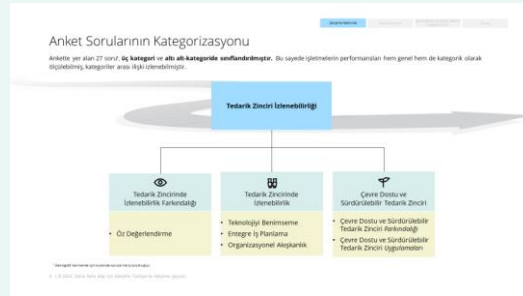 Anket Sorularının Kategorizasyonu
Ankette yer alan 27 soru¹, üç kategori ve altı alt-kategoride sınıflandırılmıştır. Bu sayede işletmelerin performansları hem genel hem de kategorik olarak
ölçülebilmiş, kategoriler arası ilişki izlenebilmiştir.
Tedarik Zinciri İzlenebilirliği
Tedarik Zincirinde
İzlenebilirlik Farkındalığı
• Öz Değerlendirme
Tedarik Zincirinde
İzlenebilirlik
• Teknolojiyi Benimseme
• Entegre İş Planlama
• Organizasyonel Alışkanlık
Çevre Dostu ve
Sürdürülebilir Tedarik Zinciri
• Çevre Dostu ve Sürdürülebilir
Tedarik Zinciri Farkındalığı
• Çevre Dostu ve Sürdürülebilir
Tedarik Zinciri Uygulamaları